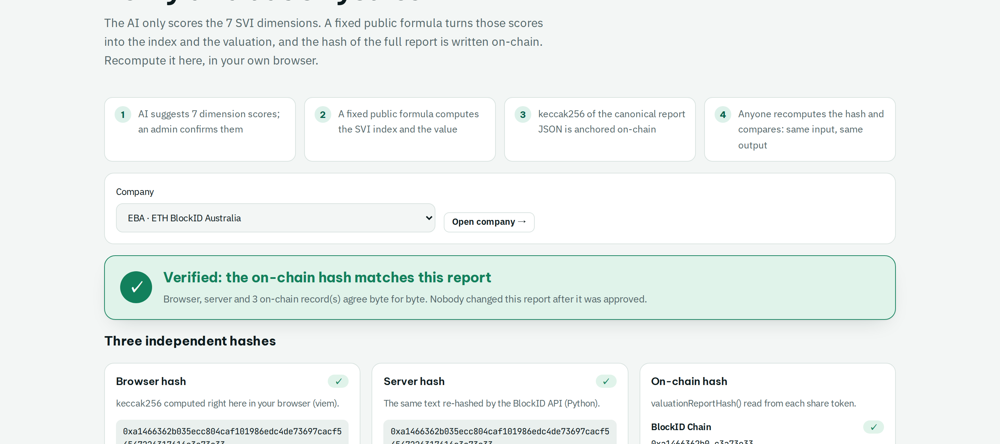 The AI only scores the 7 SVI dimensions. A fixed public formula turns those scores
into the index and the valuation, and the hash of the full report is written on-chain.
Recompute it here, in your own browser.
1
AI suggests 7 dimension scores;
an admin confirms them
2
A fixed public formula computes
the SVI index and the value
3
keccak256 of the canonical report
JSON is anchored on-chain
4
Anyone recomputes the hash and
compares: same input, same
output
Company
EBA · ETH BlockID Australia
Open company →
✓
Verified: the on-chain hash matches this report
Browser, server and 3 on-chain record(s) agree byte for byte. Nobody changed this report after it was approved.
Three independent hashes
Browser hash ✓
keccak256 computed right here in your browser (viem).
0xa1466362b035ecc804caf101986edc4de73697cacf5
Server hash ✓
The same text re-hashed by the BlockID API (Python).
0xa1466362b035ecc804caf101986edc4de73697cacf5
On-chain hash
valuationReportHash() read from each share token.
BlockID Chain ✓